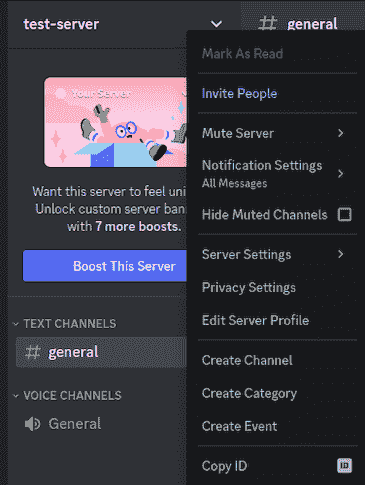 test-server
# general
Your Server
Want this server to feel uni
Unlock custom server ban
with 7 more boosts.
Boost This Server
TEXT CHANNELS
# general
VOICE CHANNELS
General
Mark As Read
Invite People
Mute Server
Notification Settings
All Messages
Hide Muted Channels
Server Settings
Privacy Settings
Edit Server Profile
Create Channel
Create Category
Create Event
Copy ID
ID